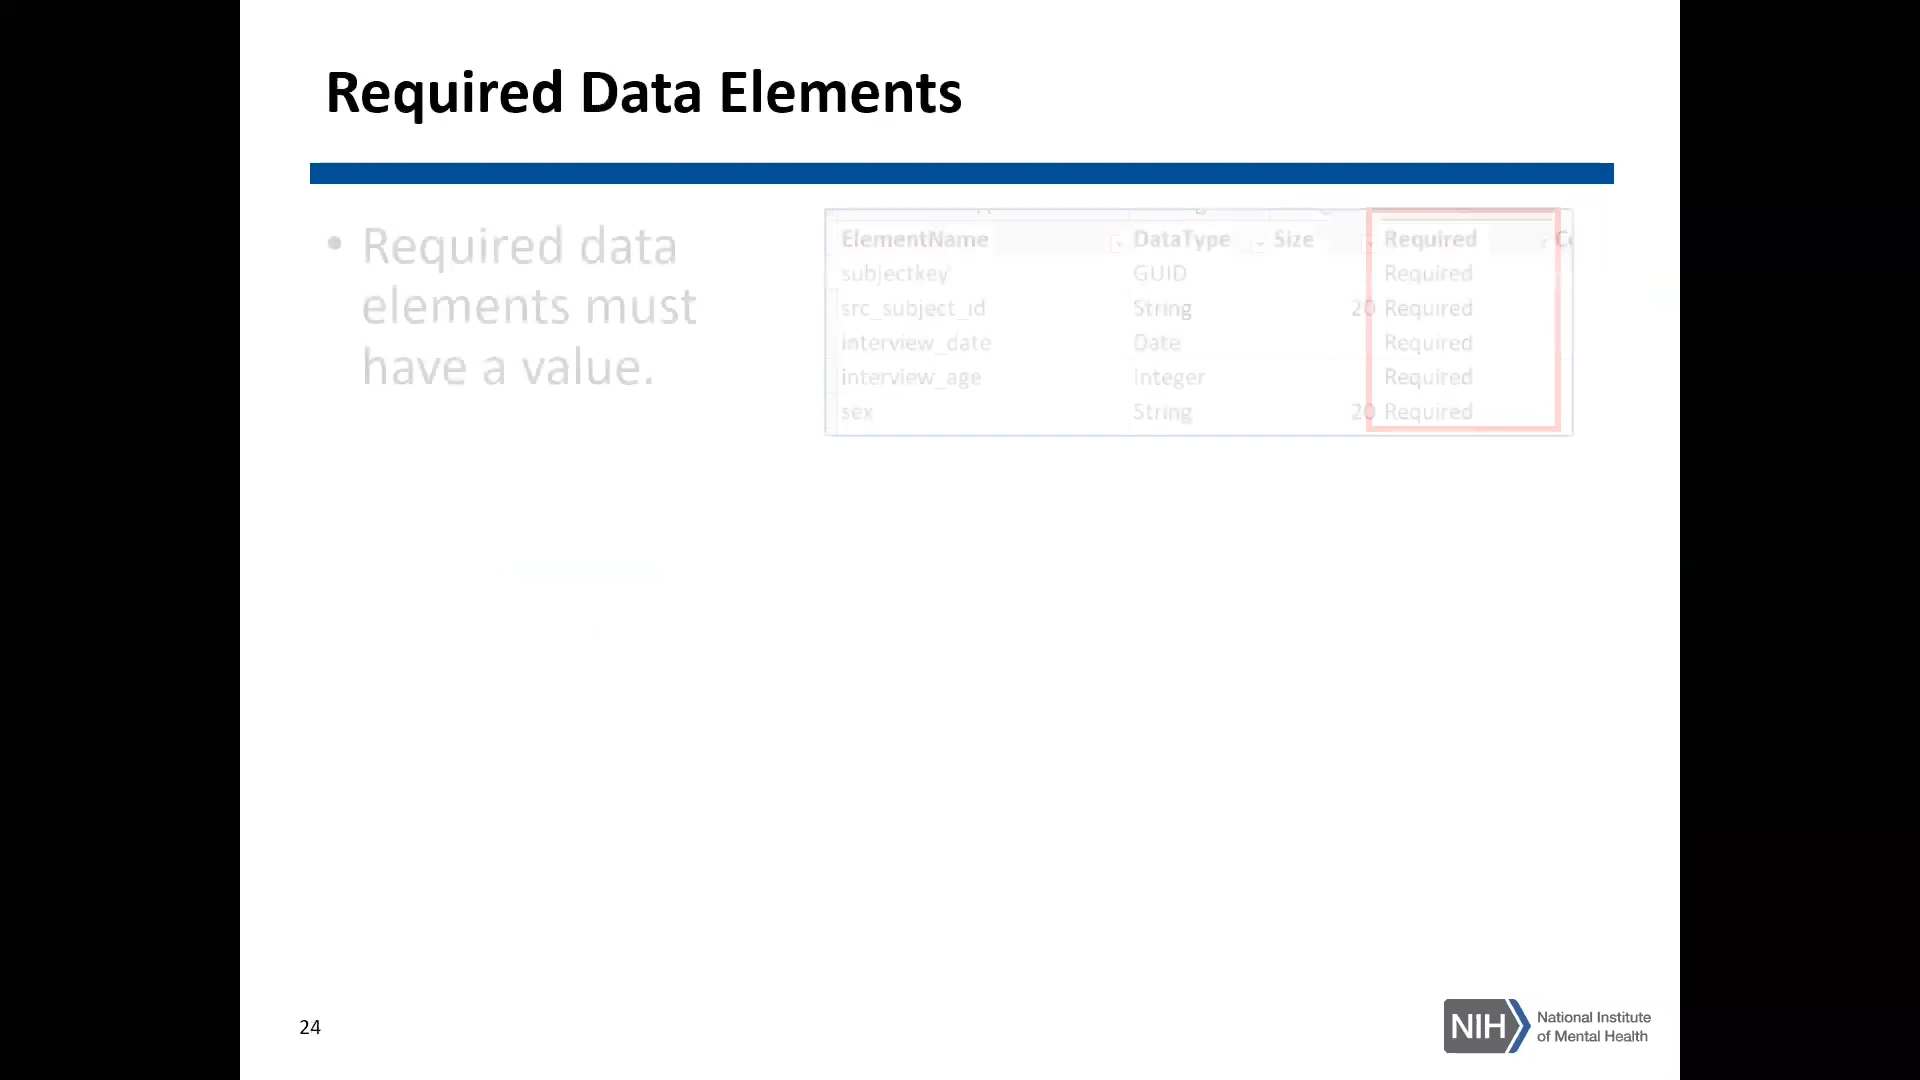 Required Data Elements
• Required data
elements must
have a value.
ElementName DataType Size Required
subjectkey GUID Required
src_subject_id String 20 Required
interview_date Date Required
interview_age Integer Required
sex String 20 Required
24
NIH National Institute
of Mental Health